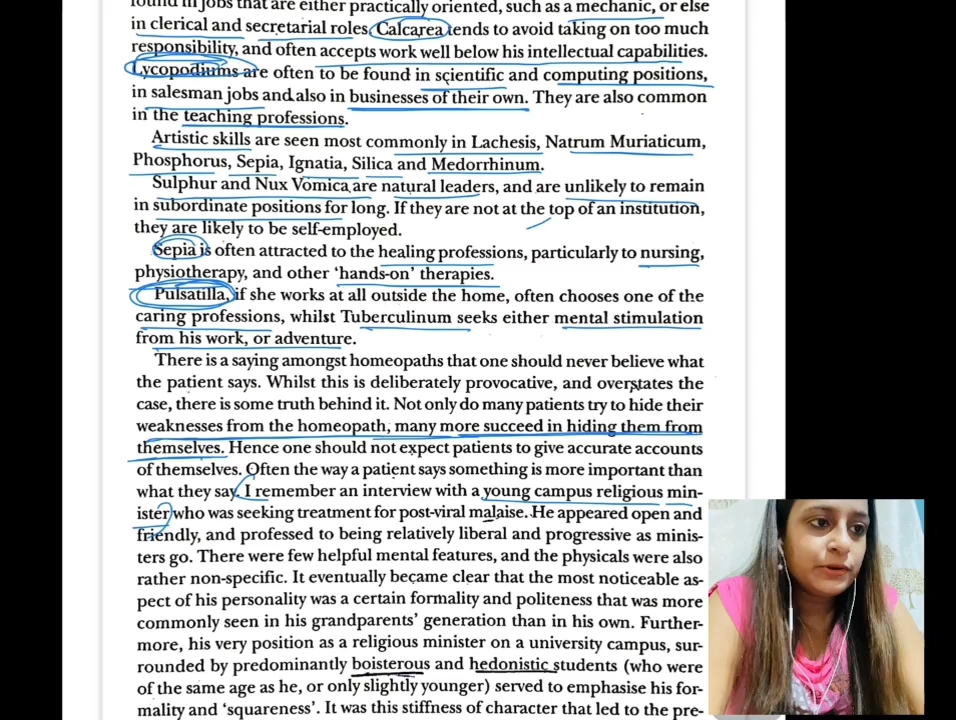 found in jobs that are either practically oriented, such as a mechanic, or else
in clerical and secretarial roles. Calcarea tends to avoid taking on too much
responsibility, and often accepts work well below his intellectual capabilities.
Lycopodiums are often to be found in scientific and computing positions,
in salesman jobs and also in businesses of their own. They are also common
in the teaching professions.
Artistic skills are seen most commonly in Lachesis, Natrum Muriaticum,
Phosphorus, Sepia, Ignatia, Silica and Medorrhinum.
Sulphur and Nux Vomica are natural leaders, and are unlikely to remain
in subordinate positions for long. If they are not at the top of an institution,
they are likely to be self-employed.
Sepia is often attracted to the healing professions, particularly to nursing,
physiotherapy, and other ‘hands-on’ therapies.
Pulsatilla, if she works at all outside the home, often chooses one of the
caring professions, whilst Tuberculinum seeks either mental stimulation
from his work, or adventure.
There is a saying amongst homeopaths that one should never believe what
the patient says. Whilst this is deliberately provocative, and overstates the
case, there is some truth behind it. Not only do many patients try to hide their
weaknesses from the homeopath, many more succeed in hiding them from
themselves. Hence one should not expect patients to give accurate accounts
of themselves. Often the way a patient says something is more important than
what they say. I remember an interview with a young campus religious min-
ister who was seeking treatment for post-viral malaise. He appeared open and
friendly, and professed to being relatively liberal and progressive as minis-
ters go. There were few helpful mental features, and the physicals were also
rather non-specific. It eventually became clear that the most noticeable as-
pect of his personality was a certain formality and politeness that was more
commonly seen in his grandparents’ generation than in his own. Further-
more, his very position as a religious minister on a university campus, sur-
rounded by predominantly boisterous and hedonistic students (who were
of the same age as he, or only slightly younger) served to emphasise his for-
mality and ‘squareness’. It was this stiffness of character that led to the pre-